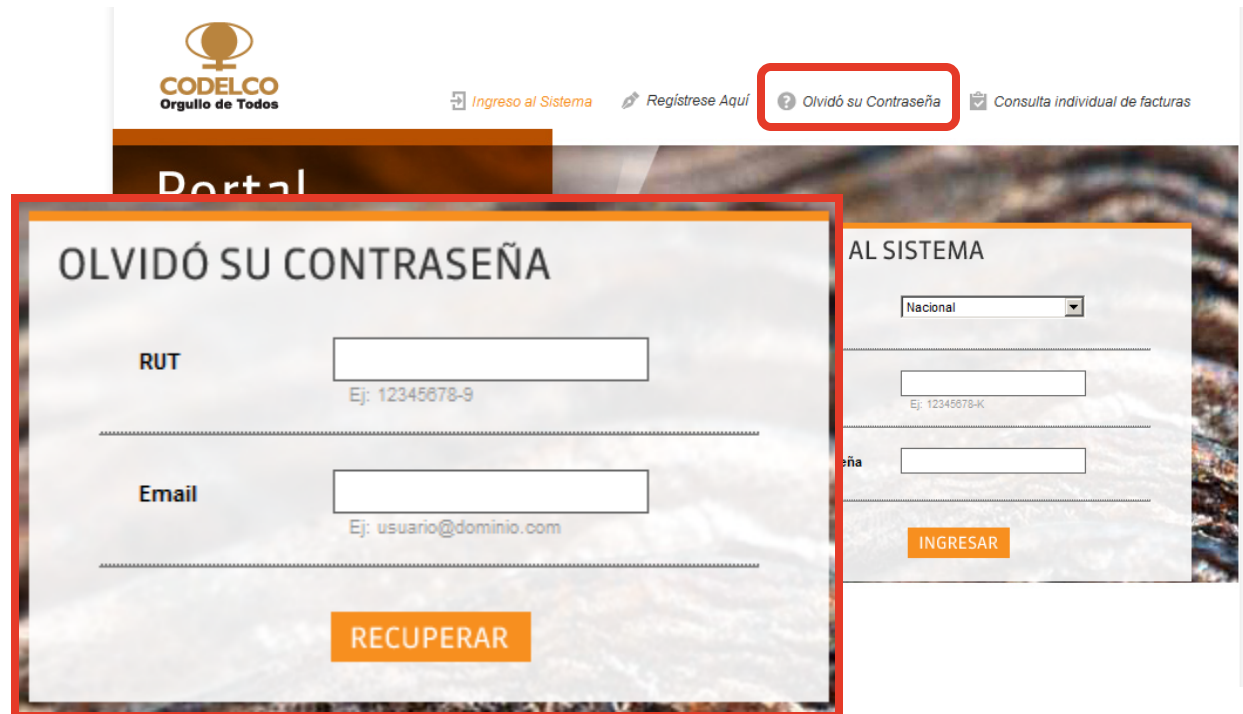 CODELCO
Orgullo de Todos
Ingreso al Sistema
Regístrese Aquí
Olvidó su Contraseña
Consulta individual de facturas
Portal
OLVIDÓ SU CONTRASEÑA
RUT
Ej: 12345678-9
Email
Ej: usuario@dominio.com
RECUPERAR
AL SISTEMA
Nacional
Ej: 12345678-K
eña
INGRESAR